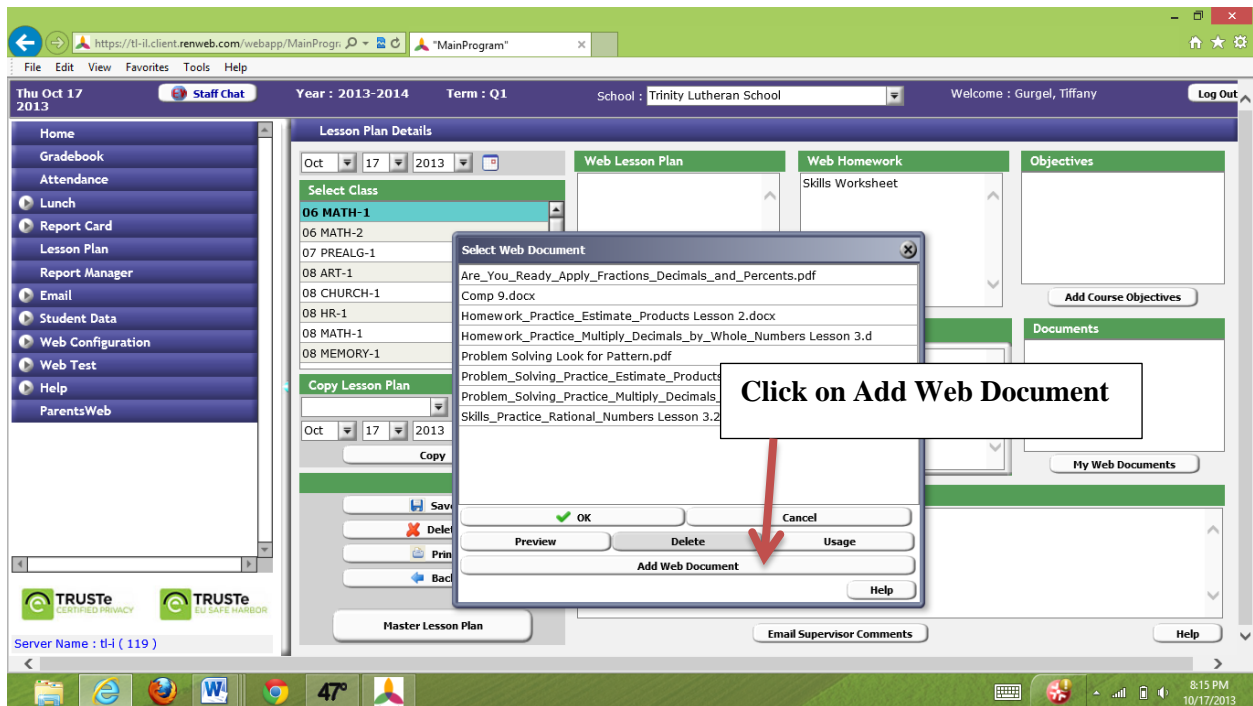 https://tl-il.client.renweb.com/webapp/MainProgr
"MainProgram"
File Edit View Favorites Tools Help
Thu Oct 17 2013
Staff Chat
Year : 2013-2014
Term : Q1
School : Trinity Lutheran School
Welcome : Gurgel, Tiffany
Log Out
Home
Gradebook
Attendance
Lunch
Report Card
Lesson Plan
Report Manager
Email
Student Data
Web Configuration
Web Test
Help
ParentsWeb
TRUSTe
CERTIFIED PRIVACY
TRUSTe
EU SAFE HARBOR
Server Name : tl-i ( 119 )
Lesson Plan Details
Oct 17 2013
Select Class
06 MATH-1
06 MATH-2
07 PREALG-1
08 ART-1
08 CHURCH-1
08 HR-1
08 MATH-1
08 MEMORY-1
Copy Lesson Plan
Oct 17 2013
Copy
Master Lesson Plan
Web Lesson Plan
Web Homework
Skills Worksheet
Objectives
Add Course Objectives
Documents
My Web Documents
Select Web Document
Are_You_Ready_Apply_Fractions_Decimals_and_Percents.pdf
Comp 9.docx
Homework_Practice_Estimate_Products Lesson 2.docx
Homework_Practice_Multiply_Decimals_by_Whole_Numbers Lesson 3.d
Problem Solving Look for Pattern.pdf
Problem_Solving_Practice_Estimate_Products
Problem_Solving_Practice_Multiply_Decimals_
Skills_Practice_Rational_Numbers Lesson 3.2
OK
Cancel
Preview
Delete
Usage
Add Web Document
Help
Click on Add Web Document
Email Supervisor Comments
Help
47°
8:15 PM
10/17/2013